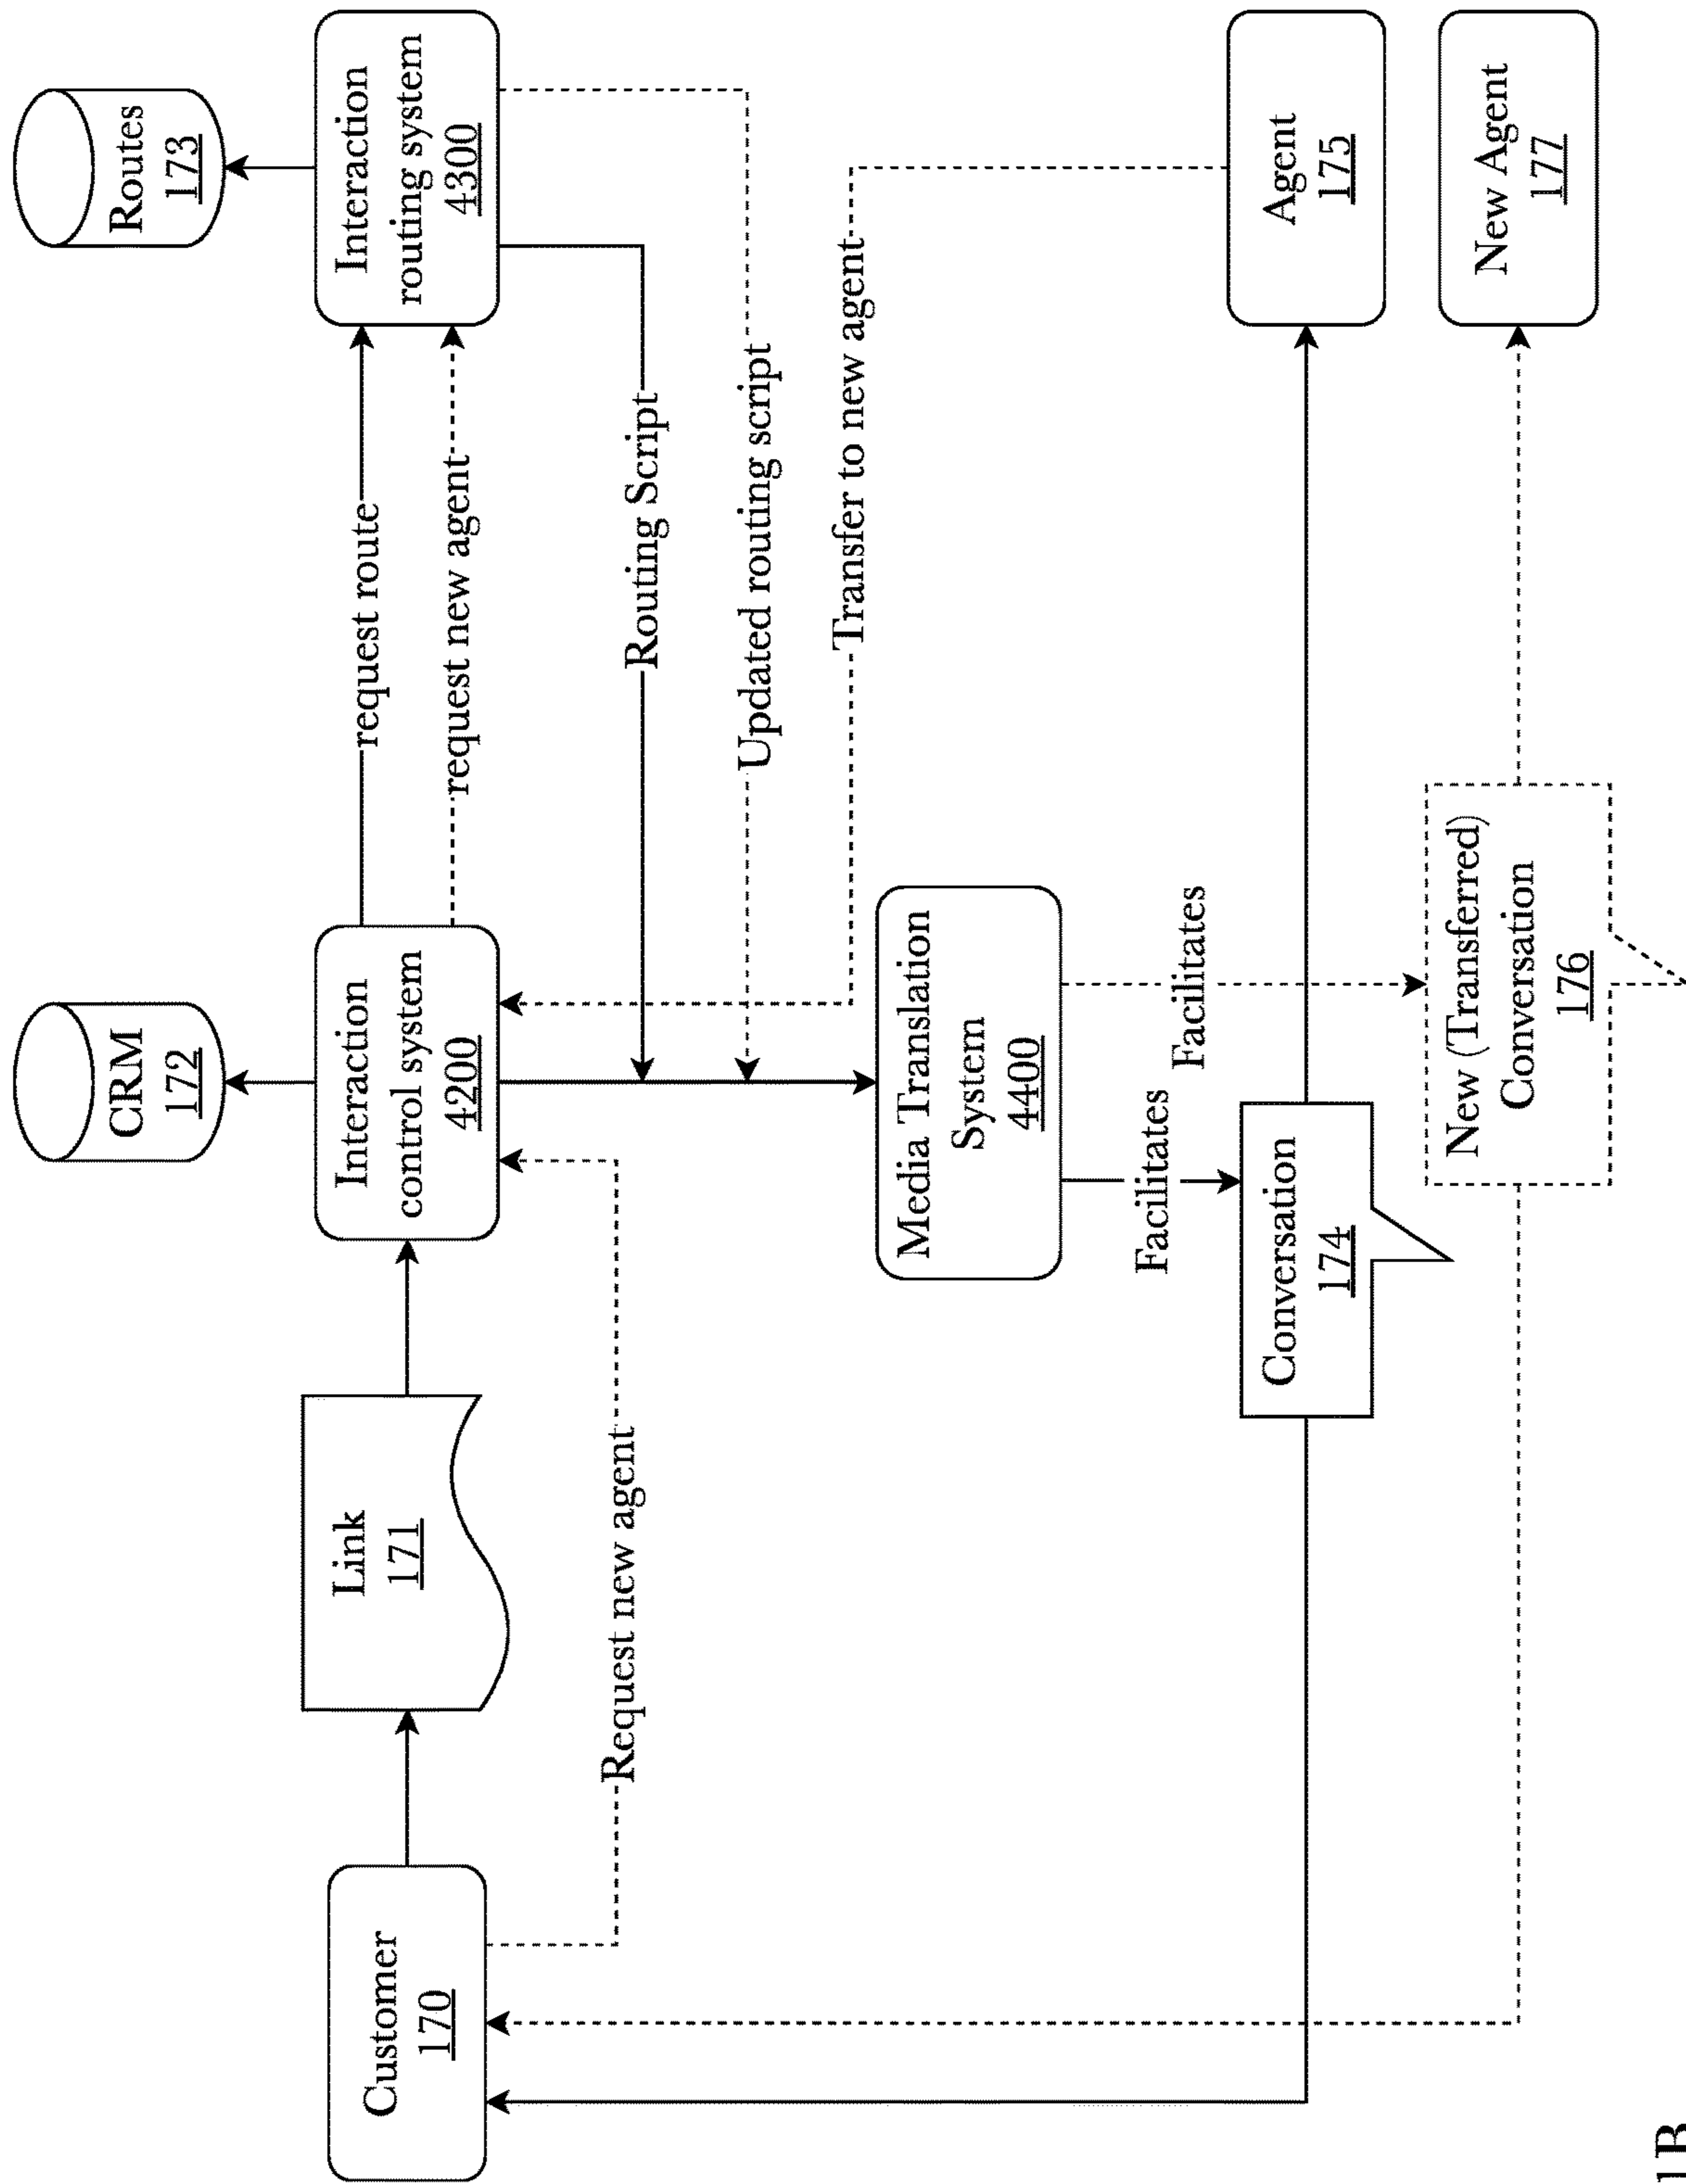 CRM
172
Routes
173
Customer
170
Link
171
Interaction
control system
4200
request route
request new agent
Interaction
routing system
4300
Request new agent
Routing Script
Updated routing script
Transfer to new agent
Media Translation
System
4400
Facilitates
Facilitates
Conversation
174
Agent
175
New (Transferred)
Conversation
176
New Agent
177
1B